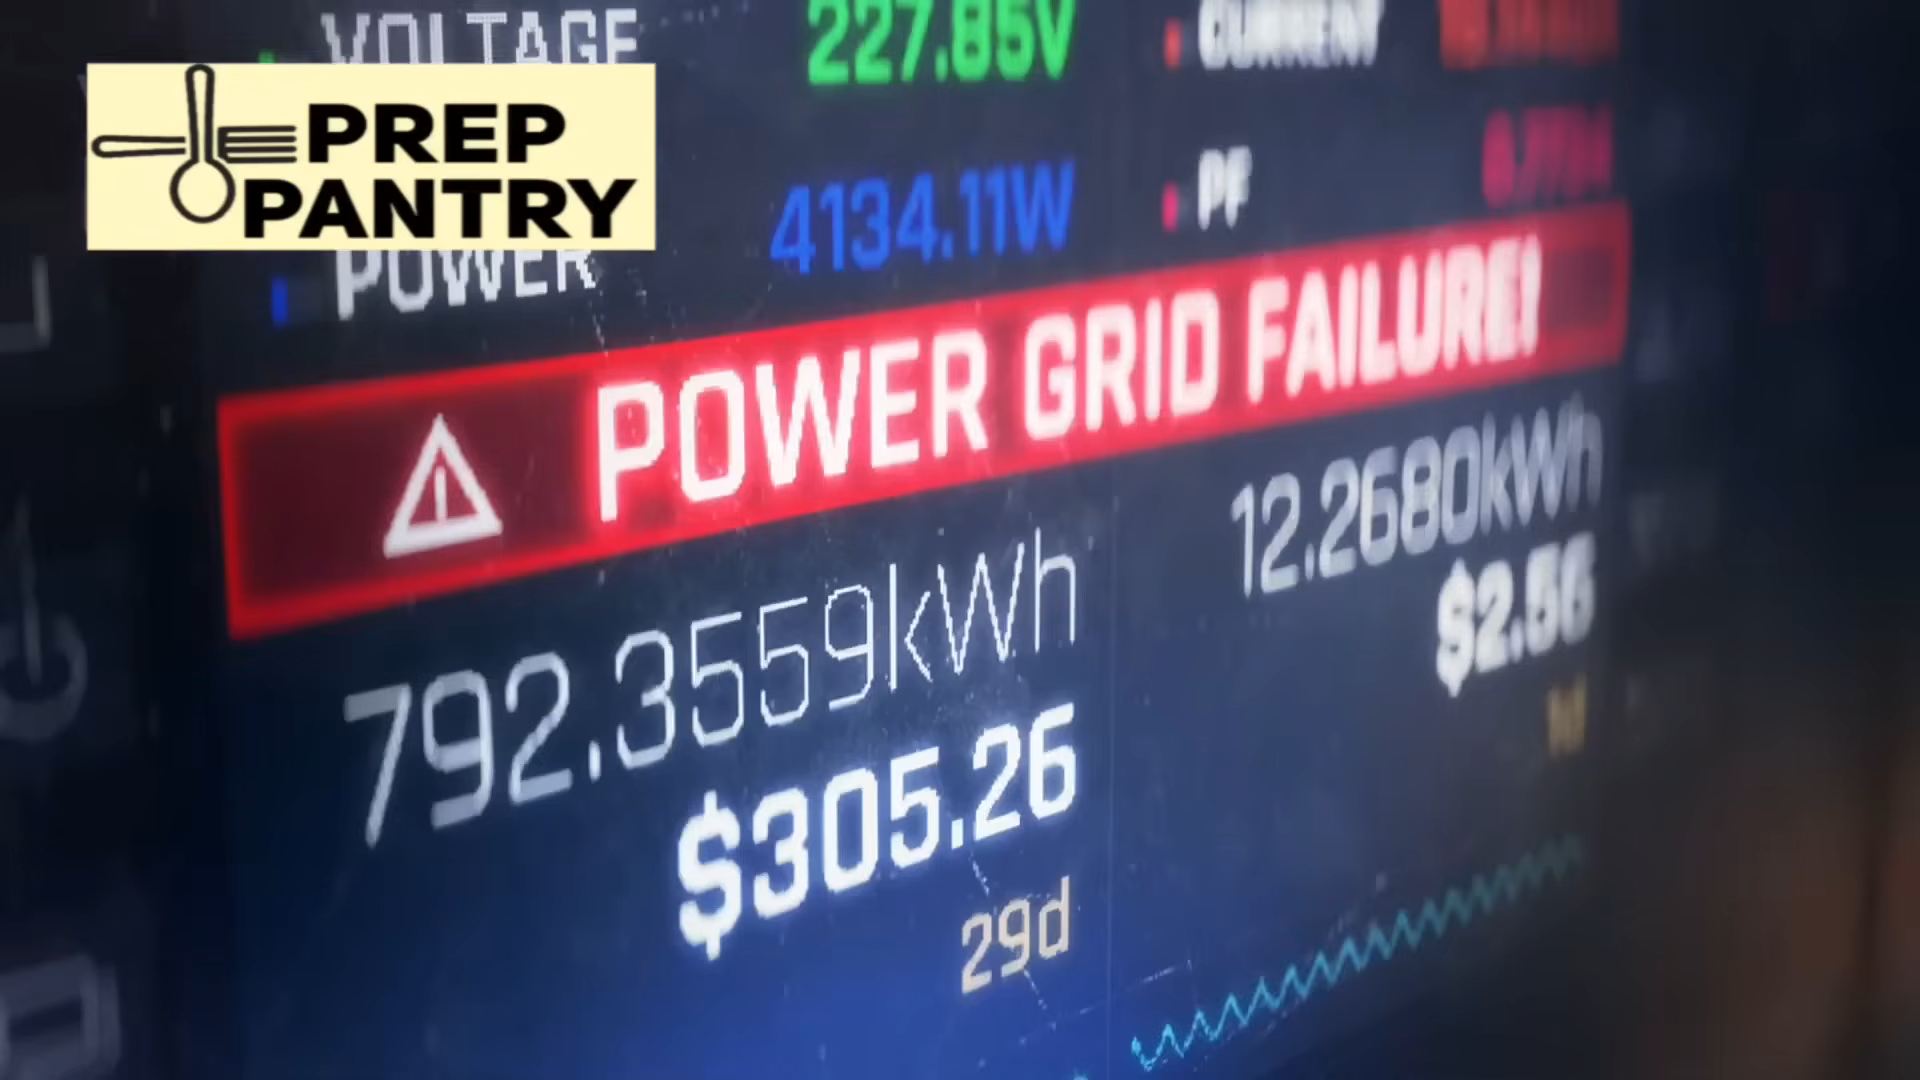 VOLTAGE
227.85V
CURRENT
PREP
PANTRY
POWER
4134.11W
PF
POWER GRID FAILURE!
792.3559kWh
12.2680kWh
$2.56
$305.26
29d